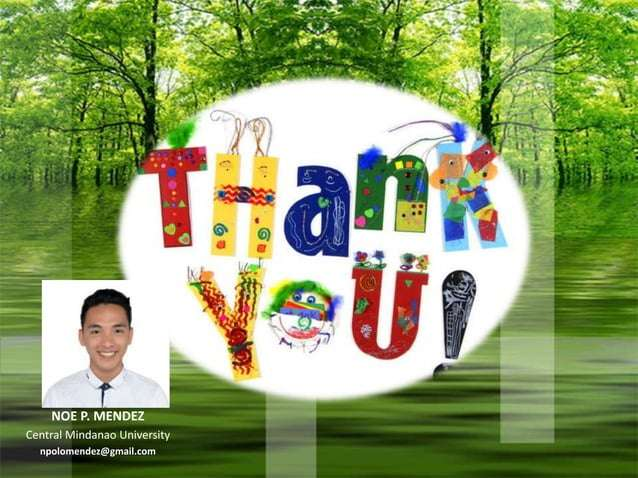 THanK
YOU!
NOE P. MENDEZ
Central Mindanao University
npolomendez@gmail.com